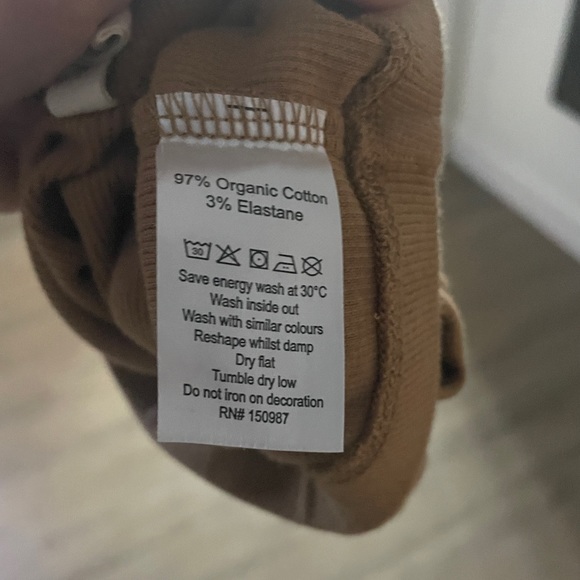 97% Organic Cotton
3% Elastane
30
Save energy wash at 30°C
Wash inside out
Wash with similar colours
Reshape whilst damp
Dry flat
Tumble dry low
Do not iron on decoration
RN# 150987